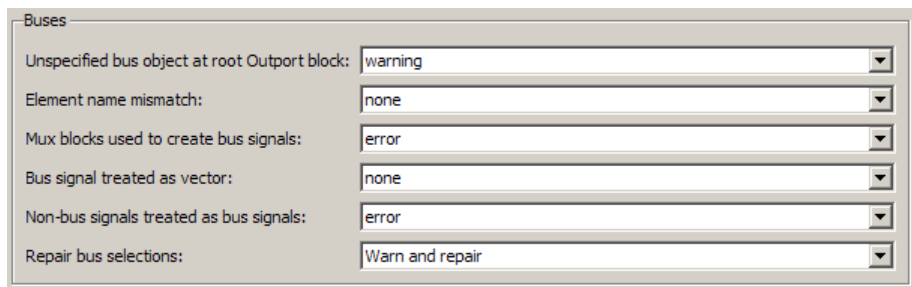 Buses
Unspecified bus object at root Outport block: warning
Element name mismatch: none
Mux blocks used to create bus signals: error
Bus signal treated as vector: none
Non-bus signals treated as bus signals: error
Repair bus selections: Warn and repair